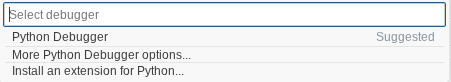 Select debugger
Python Debugger Suggested
More Python Debugger options...
Install an extension for Python...